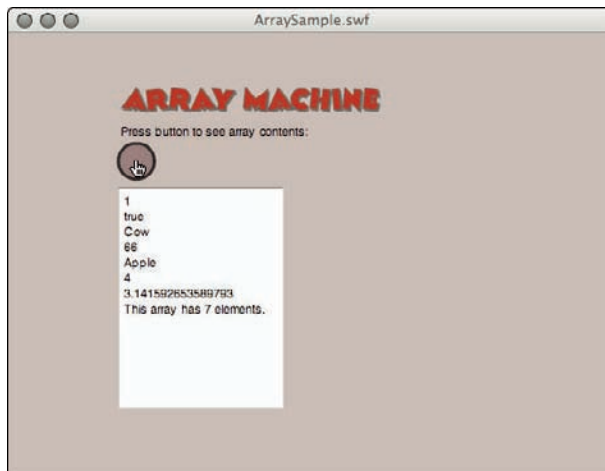 ArraySample.swf
ARRAY MACHINE
Press button to see array contents:
1
true
Cow
66
Apple
4
3.141592653589793
This array has 7 elements.